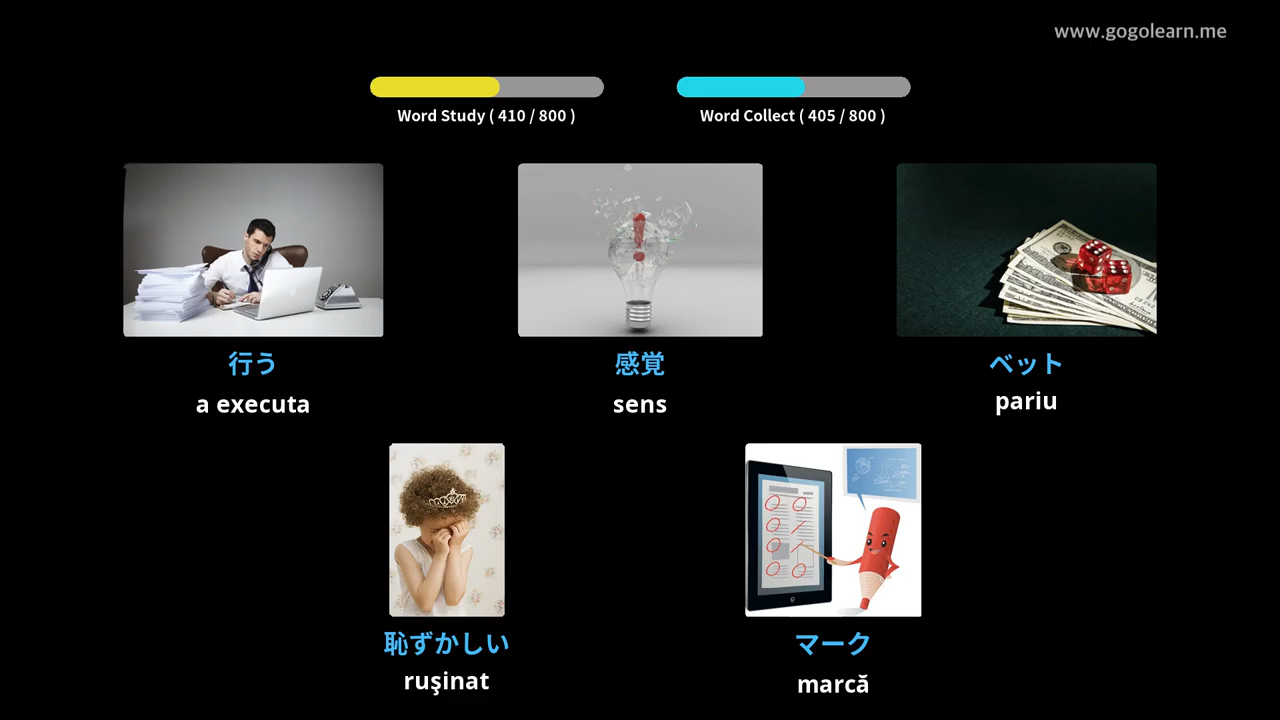 www.gogolearn.me
Word Study ( 410 / 800 )
Word Collect ( 405 / 800 )
行う
a executa
感覚
sens
ベット
pariu
恥ずかしい
ruşinat
マーク
marcă